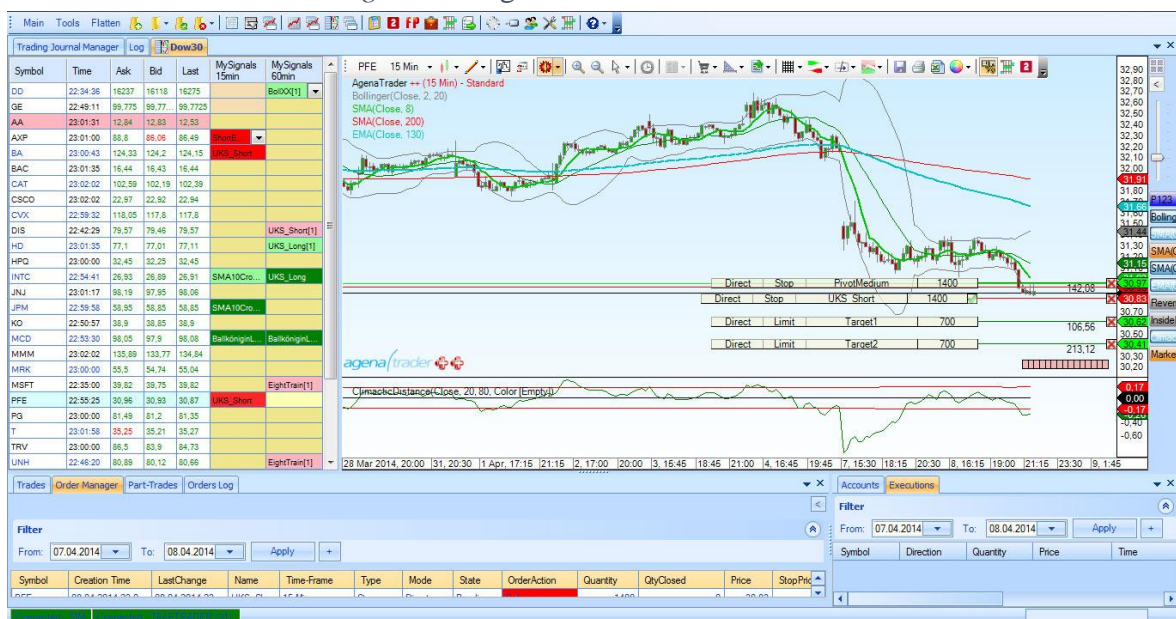 Main Tools Flatten
Trading Journal Manager Log Dow30
Symbol Time Ask Bid Last MySignals 15min MySignals 60min
DD 22:34:36 16237 16118 16275 BollXX[1]
GE 22:49:11 99,775 99,77... 99,7725
AA 23:01:31 12,84 12,83 12,53
AXP 23:01:00 88,8 86,06 86,49 ShortE...
BA 23:00:43 124,33 124,2 124,15 UKS_Short
BAC 23:01:35 16,44 16,43 16,44
CAT 23:02:02 102,59 102,19 102,39
CSCO 23:02:02 22,97 22,92 22,94
CVX 22:59:32 118,05 117,8 117,8
DIS 22:42:29 79,57 79,46 79,57 UKS_Short[1]
HD 23:01:35 77,1 77,01 77,11 UKS_Long[1]
HPQ 23:00:00 32,45 32,25 32,45
INTC 22:54:41 26,93 26,89 26,91 SMA10Cro... UKS_Long
JNJ 23:01:17 98,19 97,95 98,06
JPM 22:59:58 58,95 58,85 58,85 SMA10Cro...
KO 22:50:57 38,9 38,85 38,9
MCD 22:53:30 98,05 97,9 98,08 BallköniginL... BallköniginL...
MMM 23:02:02 135,89 133,77 134,84
MRK 23:00:00 55,5 54,74 55,04
MSFT 22:35:00 39,82 39,75 39,82 EightTrain[1]
PFE 22:55:25 30,96 30,93 30,87 UKS_Short
PG 23:00:00 81,49 81,2 81,35
T 23:01:58 35,25 35,21 35,27
TRV 23:00:00 86,5 83,9 84,73
UNH 22:46:20 80,89 80,12 80,66 EightTrain[1]
PFE 15 Min
AgenaTrader ++ (15 Min) - Standard
Bollinger(Close, 2, 20)
SMA(Close, 8)
SMA(Close, 200)
EMA(Close, 130)
32,90
32,80
32,70
32,60
32,50
32,40
32,30
32,20
32,10
32,00
31,91
31,80
31,66
31,44
31,30
31,15
30,97
30,83
30,70
30,62
30,41
30,30
30,20
Direct Stop PivotMedium 1400 142,08
Direct Stop UKS_Short 1400
Direct Limit Target1 700 106,56
Direct Limit Target2 700 213,12
agena/trader
ClimacticDistance(Close, 20, 80, Color [Empty])
0,17
0,00
-0,17
-0,40
-0,60
28 Mar 2014, 20:00 31, 20:30 1 Apr, 17:15 21:15 2, 17:00 20:00 3, 15:45 18:45 21:00 4, 16:45 19:45 7, 15:30 18:15 20:30 8, 16:15 19:00 21:15 23:30 9, 1:45
P123
Bolling
SMA(C
SMA(C
Rever
Inside
Marke
Trades Order Manager Part-Trades Orders Log
Filter
From: 07.04.2014 To: 08.04.2014 Apply +
Symbol Creation Time LastChange Name Time-Frame Type Mode State OrderAction Quantity QtyClosed Price StopPric
Accounts Executions
Filter
From: 07.04.2014 To: 08.04.2014 Apply +
Symbol Direction Quantity Price Time